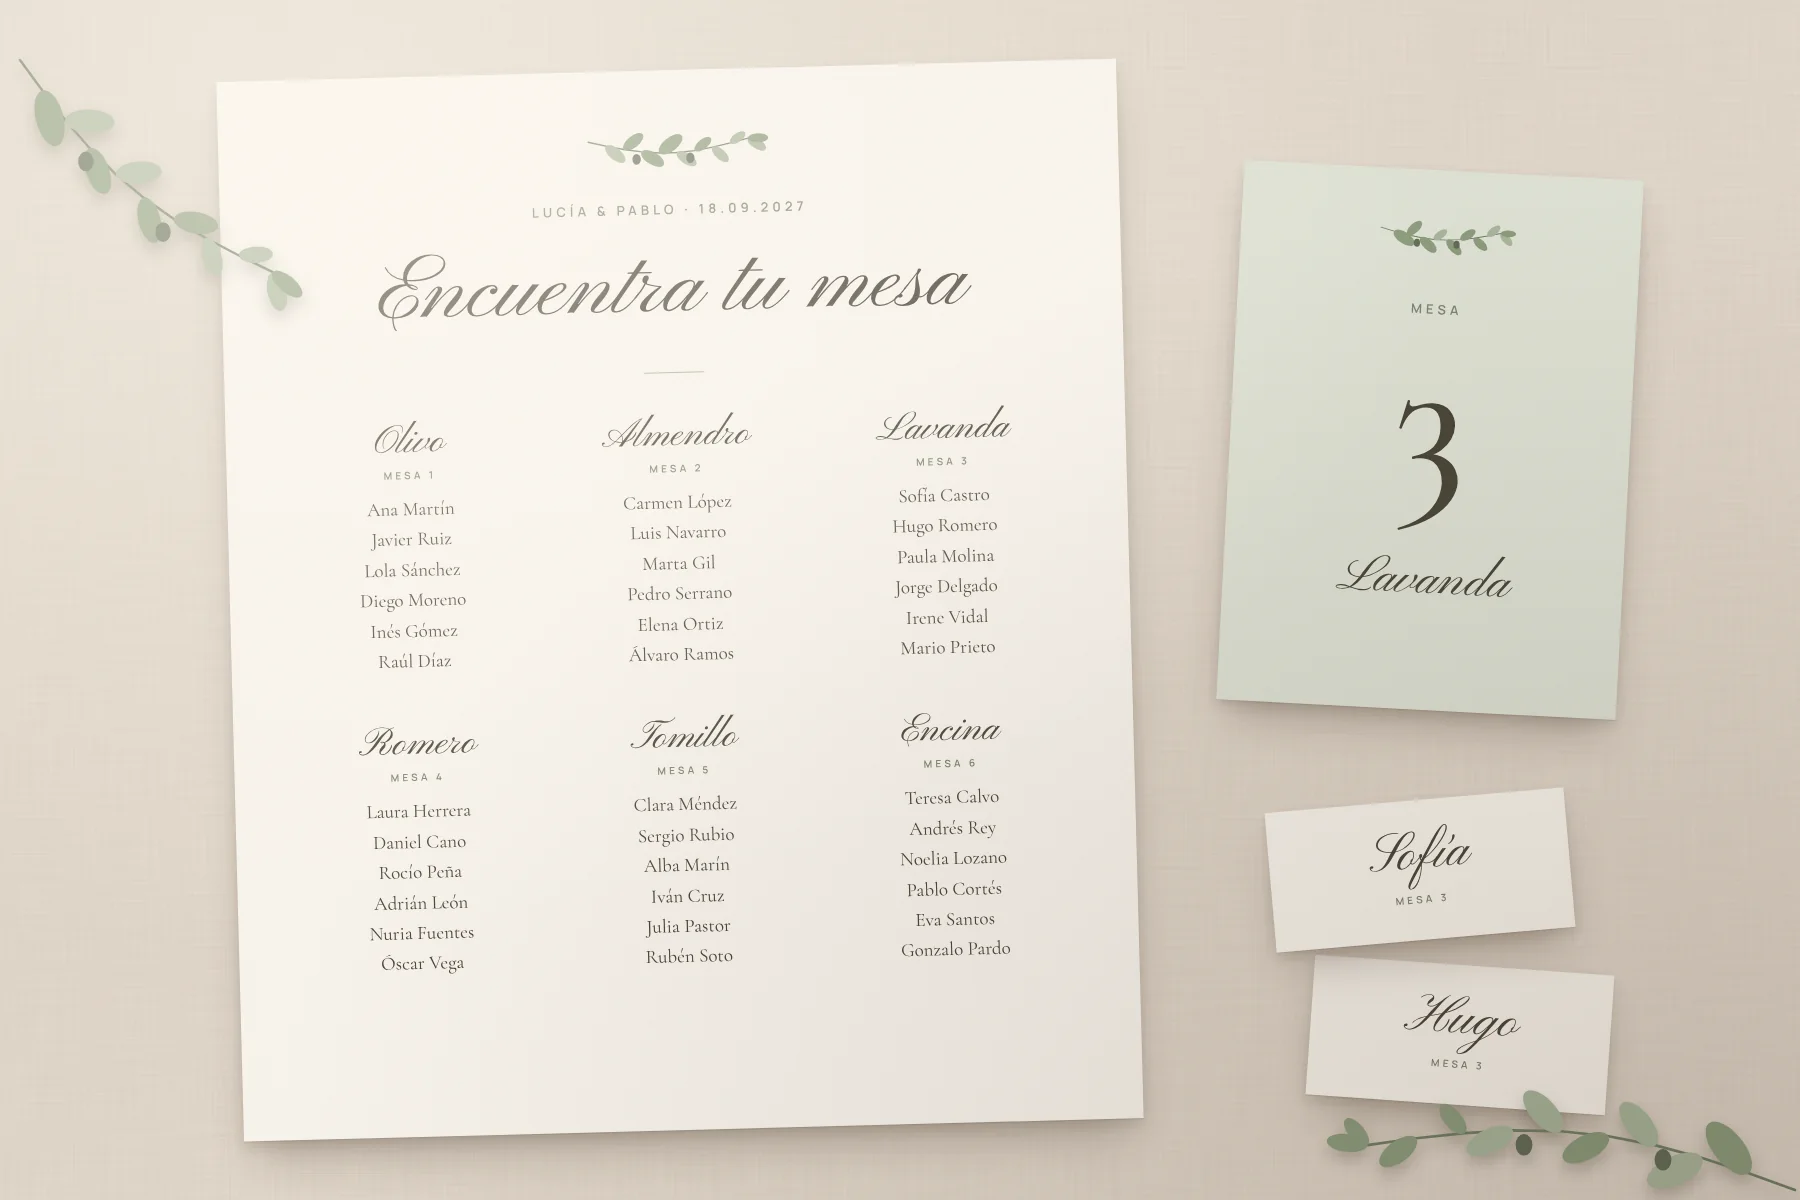 LUCÍA & PABLO · 18.09.2027
Encuentra tu mesa
Olivo
MESA 1
Ana Martín
Javier Ruiz
Lola Sánchez
Diego Moreno
Inés Gómez
Raúl Díaz
Almendro
MESA 2
Carmen López
Luis Navarro
Marta Gil
Pedro Serrano
Elena Ortiz
Álvaro Ramos
Lavanda
MESA 3
Sofía Castro
Hugo Romero
Paula Molina
Jorge Delgado
Irene Vidal
Mario Prieto
Romero
MESA 4
Laura Herrera
Daniel Cano
Rocío Peña
Adrián León
Nuria Fuentes
Óscar Vega
Tomillo
MESA 5
Clara Méndez
Sergio Rubio
Alba Marín
Iván Cruz
Julia Pastor
Rubén Soto
Encina
MESA 6
Teresa Calvo
Andrés Rey
Noelia Lozano
Pablo Cortés
Eva Santos
Gonzalo Pardo
MESA
3
Lavanda
Sofía
MESA 3
Hugo
MESA 3